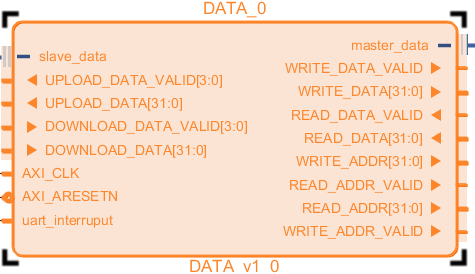 DATA_0
slave_data
UPLOAD_DATA_VALID[3:0]
UPLOAD_DATA[31:0]
DOWNLOAD_DATA_VALID[3:0]
DOWNLOAD_DATA[31:0]
AXI_CLK
AXI_ARESETN
uart_interruput
master_data
WRITE_DATA_VALID
WRITE_DATA[31:0]
READ_DATA_VALID
READ_DATA[31:0]
WRITE_ADDR[31:0]
READ_ADDR_VALID
READ_ADDR[31:0]
WRITE_ADDR_VALID
DATA_v1_0